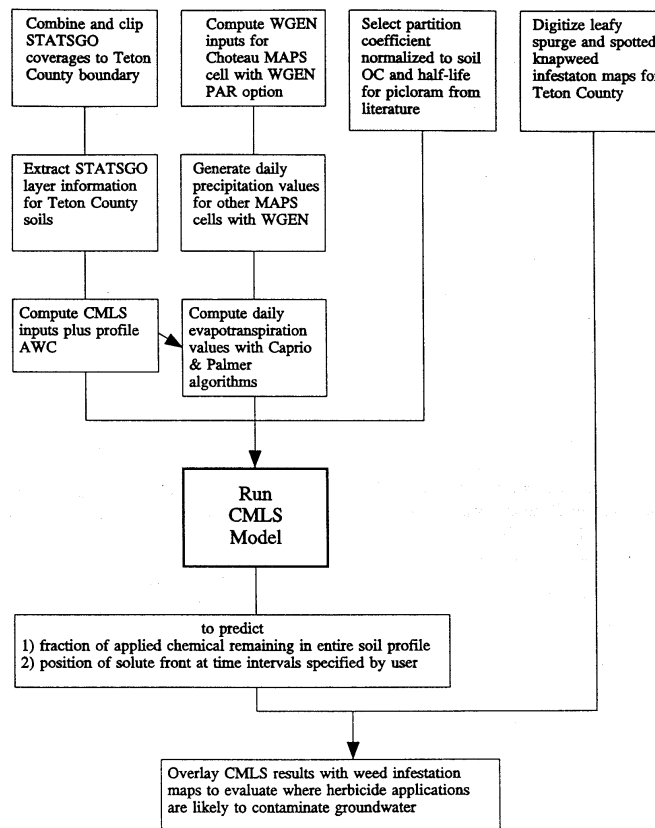 Combine and clip
STATSGO
coverages to Teton
County boundary
Compute WGEN
inputs for
Choteau MAPS
cell with WGEN
PAR option
Select partition
coefficient
normalized to soil
OC and half-life
for picloram from
literature
Digitize leafy
spurge and spotted
knapweed
infestaton maps for
Teton County
Extract STATSGO
layer information
for Teton County
soils
Generate daily
precipitation values
for other MAPS
cells with WGEN
Compute CMLS
inputs plus profile
AWC
Compute daily
evapotranspiration
values with Caprio
& Palmer
algorithms
Run
CMLS
Model
to predict
1) fraction of applied chemical remaining in entire soil profile
2) position of solute front at time intervals specified by user
Overlay CMLS results with weed infestation
maps to evaluate where herbicide applications
are likely to contaminate groundwater